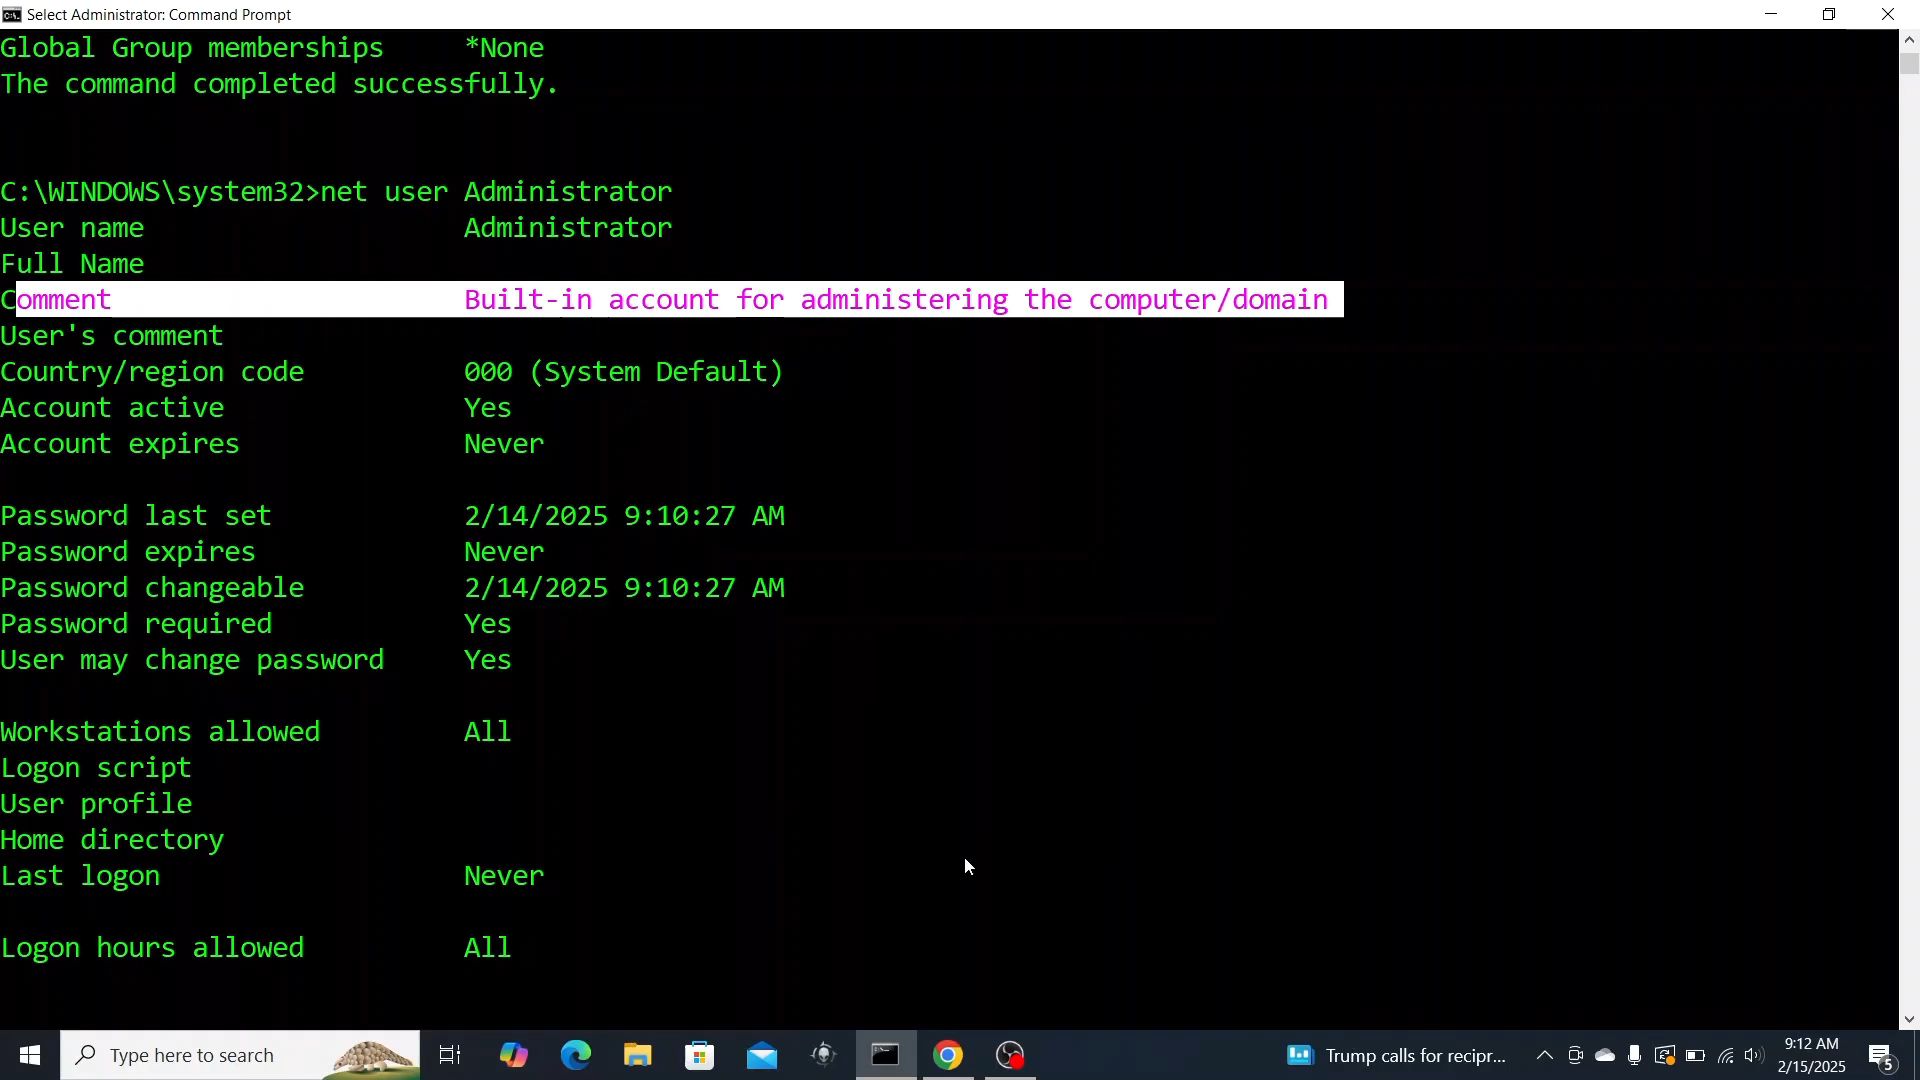 Select Administrator: Command Prompt
Global Group memberships     *None
The command completed successfully.
C:\WINDOWS\system32>net user Administrator
User name                    Administrator
Full Name
Comment                      Built-in account for administering the computer/domain
User's comment
Country/region code          000 (System Default)
Account active               Yes
Account expires              Never
Password last set            2/14/2025 9:10:27 AM
Password expires             Never
Password changeable          2/14/2025 9:10:27 AM
Password required            Yes
User may change password     Yes
Workstations allowed         All
Logon script
User profile
Home directory
Last logon                   Never
Logon hours allowed          All
Type here to search
Trump calls for recipr...
9:12 AM
2/15/2025
5